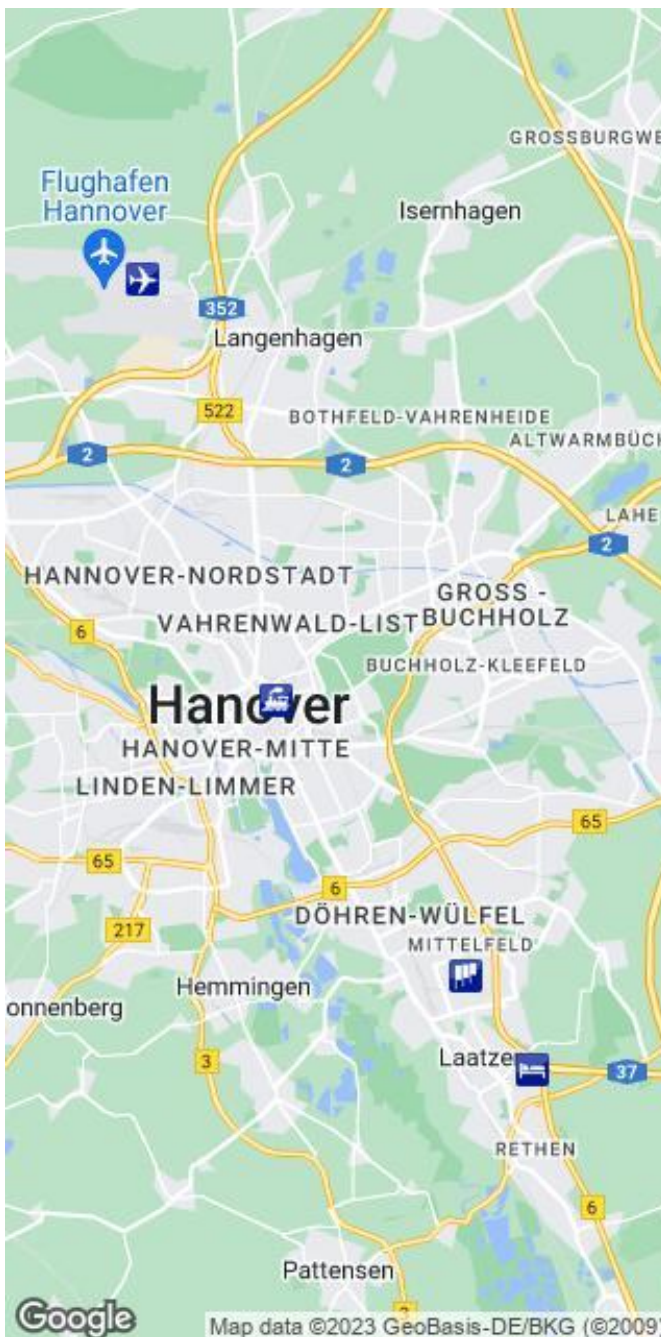 GROSSBURGWE
Flughafen
Hannover
Isernhagen
352
Langenhagen
522
BOTHFELD-VAHRENHEIDE
ALTWARMBÜCH
2
2
LAHE
2
HANNOVER-NORDSTADT
GROSS -
BUCHHOLZ
VAHRENWALD-LIST
6
BUCHHOLZ-KLEEFELD
Hanover
HANOVER-MITTE
LINDEN-LIMMER
65
65
6
DÖHREN-WÜLFEL
217
MITTELFELD
Hemmingen
onnenberg
Laatze
3
37
RETHEN
6
Pattensen
3
Google
Map data ©2023 GeoBasis-DE/BKG (©2009)